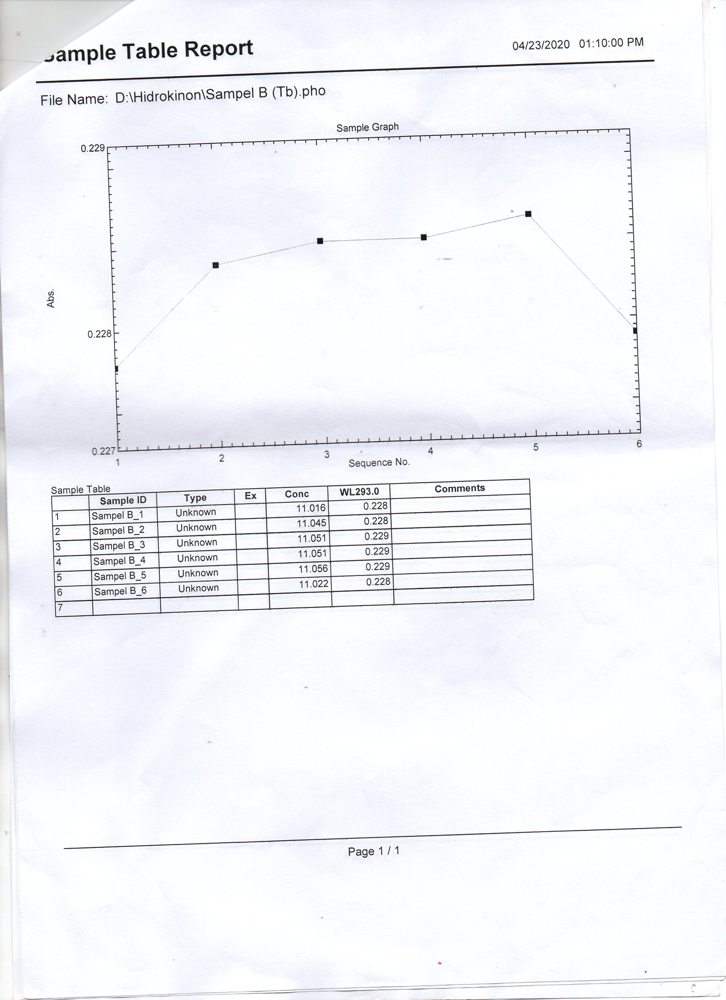 Sample Table Report
04/23/2020 01:10:00 PM
File Name: D:\Hidrokinon\Sampel B (Tb).pho
Sample Graph
0.229
Abs.
0.228
0.227
1 2 3 4 5 6
Sequence No.
Sample Table
Sample ID Type Ex Conc WL293.0 Comments
1 Sampel B_1 Unknown 11.016 0.228
2 Sampel B_2 Unknown 11.045 0.228
3 Sampel B_3 Unknown 11.051 0.229
4 Sampel B_4 Unknown 11.051 0.229
5 Sampel B_5 Unknown 11.056 0.229
6 Sampel B_6 Unknown 11.022 0.228
7
Page 1 / 1